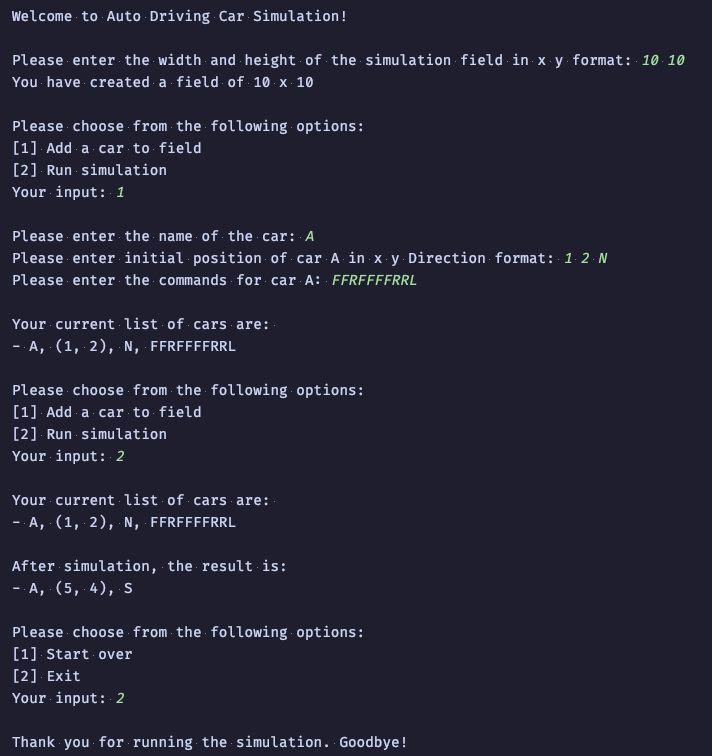 Welcome to Auto Driving Car Simulation!
Please enter the width and height of the simulation field in x y format: 10 10
You have created a field of 10 x 10
Please choose from the following options:
[1] Add a car to field
[2] Run simulation
Your input: 1
Please enter the name of the car: A
Please enter initial position of car A in x y Direction format: 1 2 N
Please enter the commands for car A: FFRFFFFRRL
Your current list of cars are:
- A, (1, 2), N, FFRFFFFRRL
Please choose from the following options:
[1] Add a car to field
[2] Run simulation
Your input: 2
Your current list of cars are:
- A, (1, 2), N, FFRFFFFRRL
After simulation, the result is:
- A, (5, 4), S
Please choose from the following options:
[1] Start over
[2] Exit
Your input: 2
Thank you for running the simulation. Goodbye!